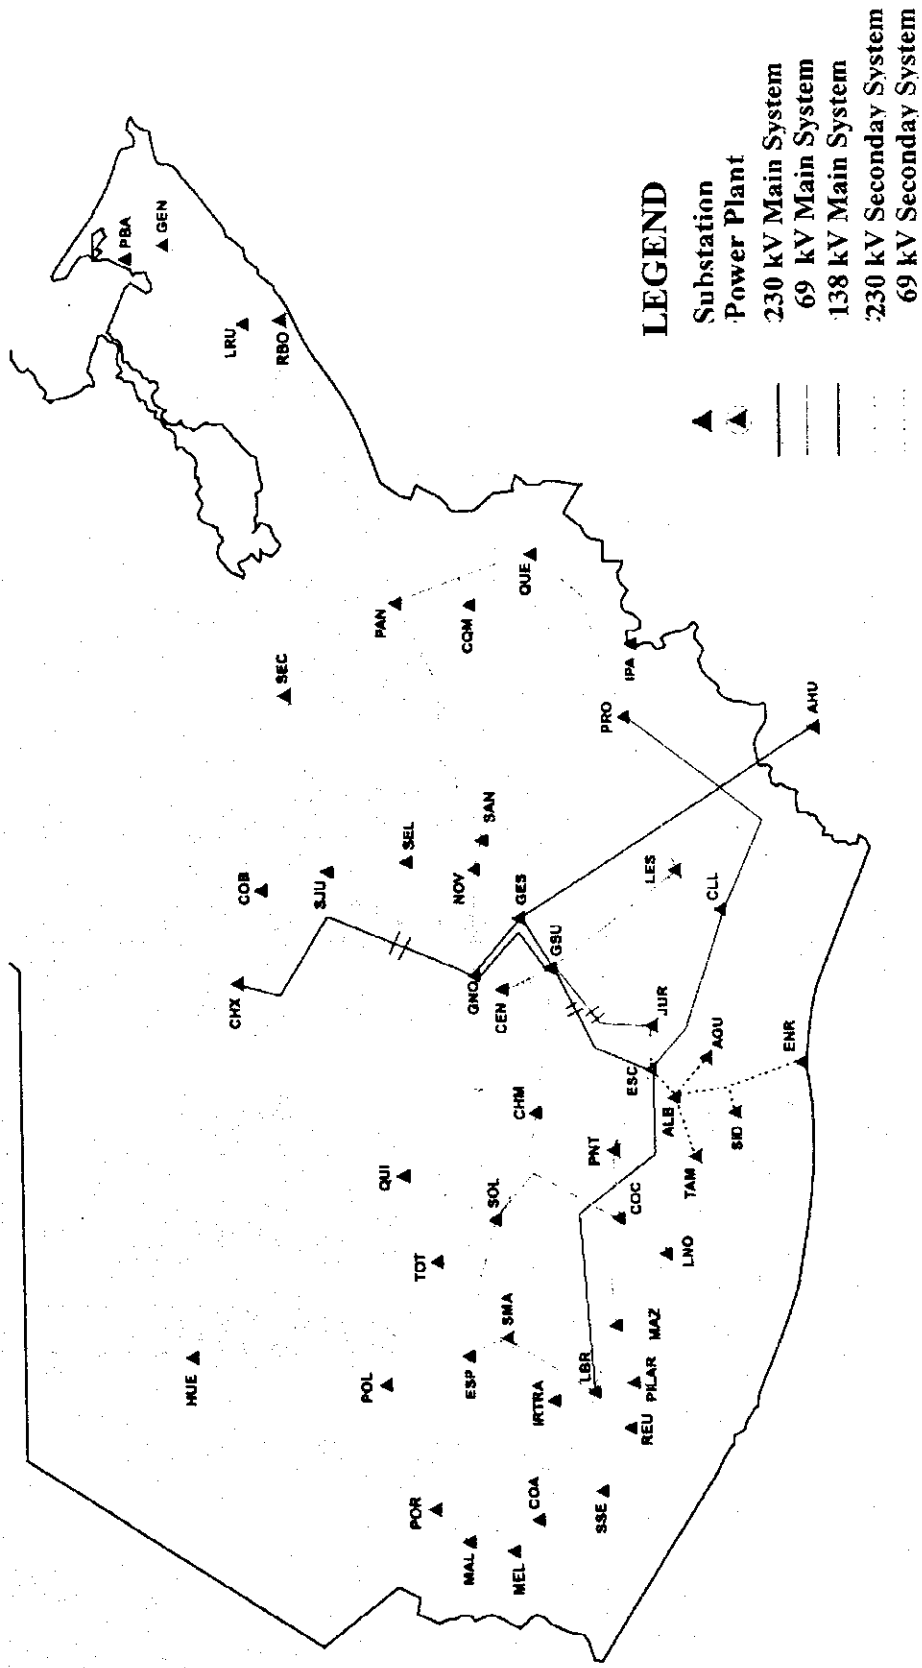 PBA
GEN
LRU
RBO
SEC
PAN
CQM
QUE
IPA
PRO
AHU
COB
SJU
SEL
NOV
SAN
CHX
GNO
GES
CEN
GSU
LES
CLL
JUR
ESC
AGU
ENR
ALB
SID
TAM
CHM
PNT
QUI
SOL
COC
LNO
TOT
SMA
MAZ
HUE
POL
ESP
IRTRA
LBR
PILAR
REU
POR
MAL
COA
MEL
SSE
LEGEND
Substation
Power Plant
230 kV Main System
69 kV Main System
138 kV Main System
230 kV Seconday System
69 kV Seconday System